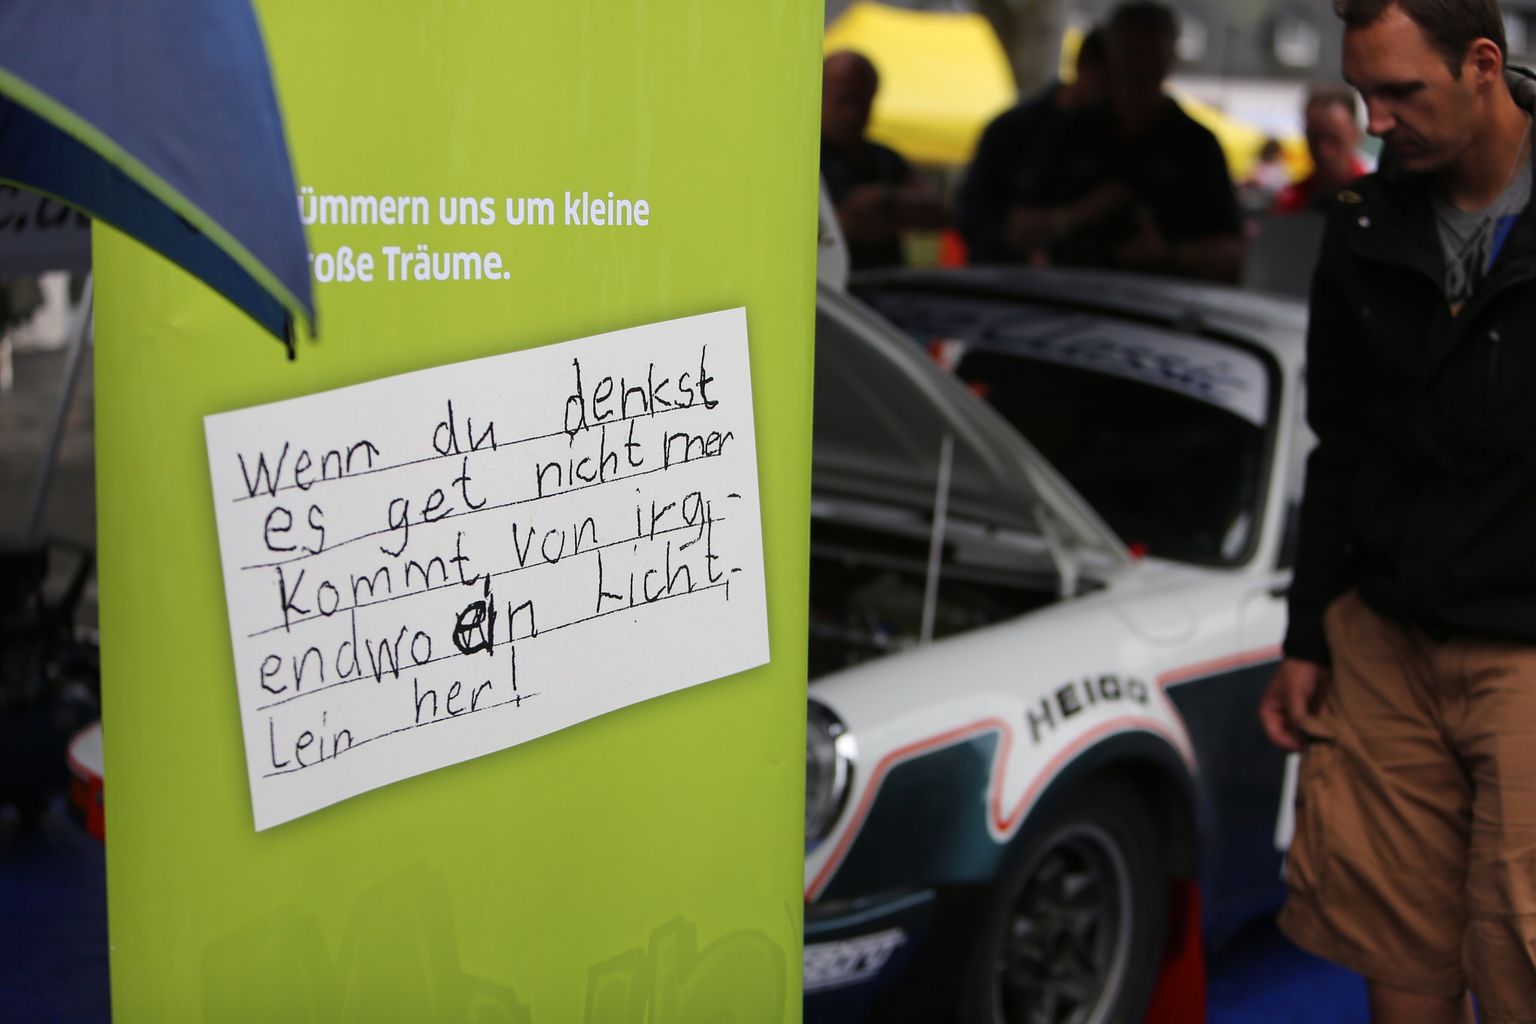 ümmern uns um kleine
roße Träume.
Wenn du denkst
es get nicht mer
kommt, von irg-
endwo ein Licht-
lein her!
HEIGO